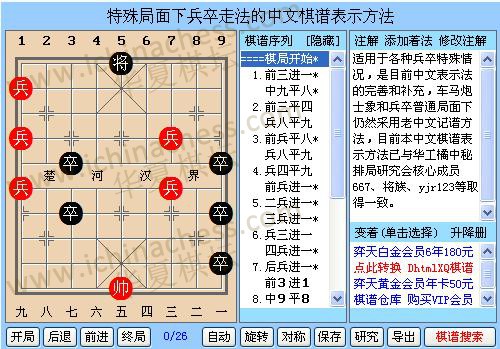 特殊局面下兵卒走法的中文棋谱表示方法
1 2 3 4 5 6 7 8 9
将
兵
兵 兵 卒
卒 卒
楚 河 汉 界
兵 兵
卒 卒 卒
卒
帅
九 八 七 六 五 四 三 二 一
棋谱序列 [隐藏]
====棋局开始*
1. 前三进一*
中九平八*
2. 前三平四
兵八平九
3. 前兵平八*
兵八平九
4. 兵四平五
前兵进一*
5. 二兵进一
前兵进一*
6. 兵三进一
四兵进一*
7. 后兵进一*
前3 进1
8. 中9 平8
注解 添加着法 修改注解
适用于各种兵卒特殊情
况，是目前中文表示法
的完善和补充，车马炮
士象和兵卒普通局面下
仍然采用老中文记谱方
法，目前本中文谱表
示方法已与华工橘中秘
排局研究会核心成员
667、将族、yjr123等取
得一致。
变着(单击选择) 升降册
弈天白金会员6年180元
点此转换 DhtmlXQ棋谱
弈天黄金会员年卡50元
棋谱仓库 购买VIP会员
开局 后退 前进 终局 0/26 自动 旋转 对称 保存 研究 导出 棋谱搜索
www.ichinachess.com
华夏棋